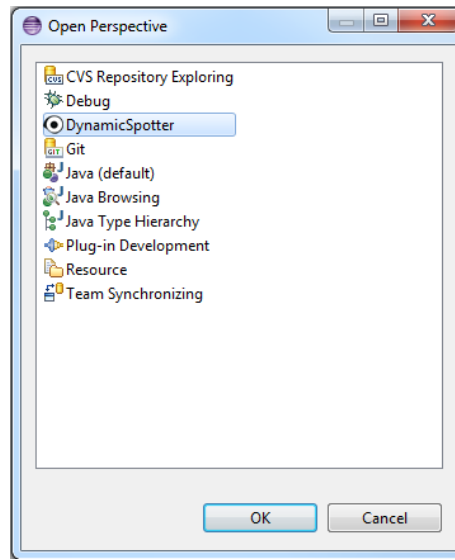 Open Perspective
CVS Repository Exploring
Debug
DynamicSpotter
Git
Java (default)
Java Browsing
Java Type Hierarchy
Plug-in Development
Resource
Team Synchronizing
OK
Cancel